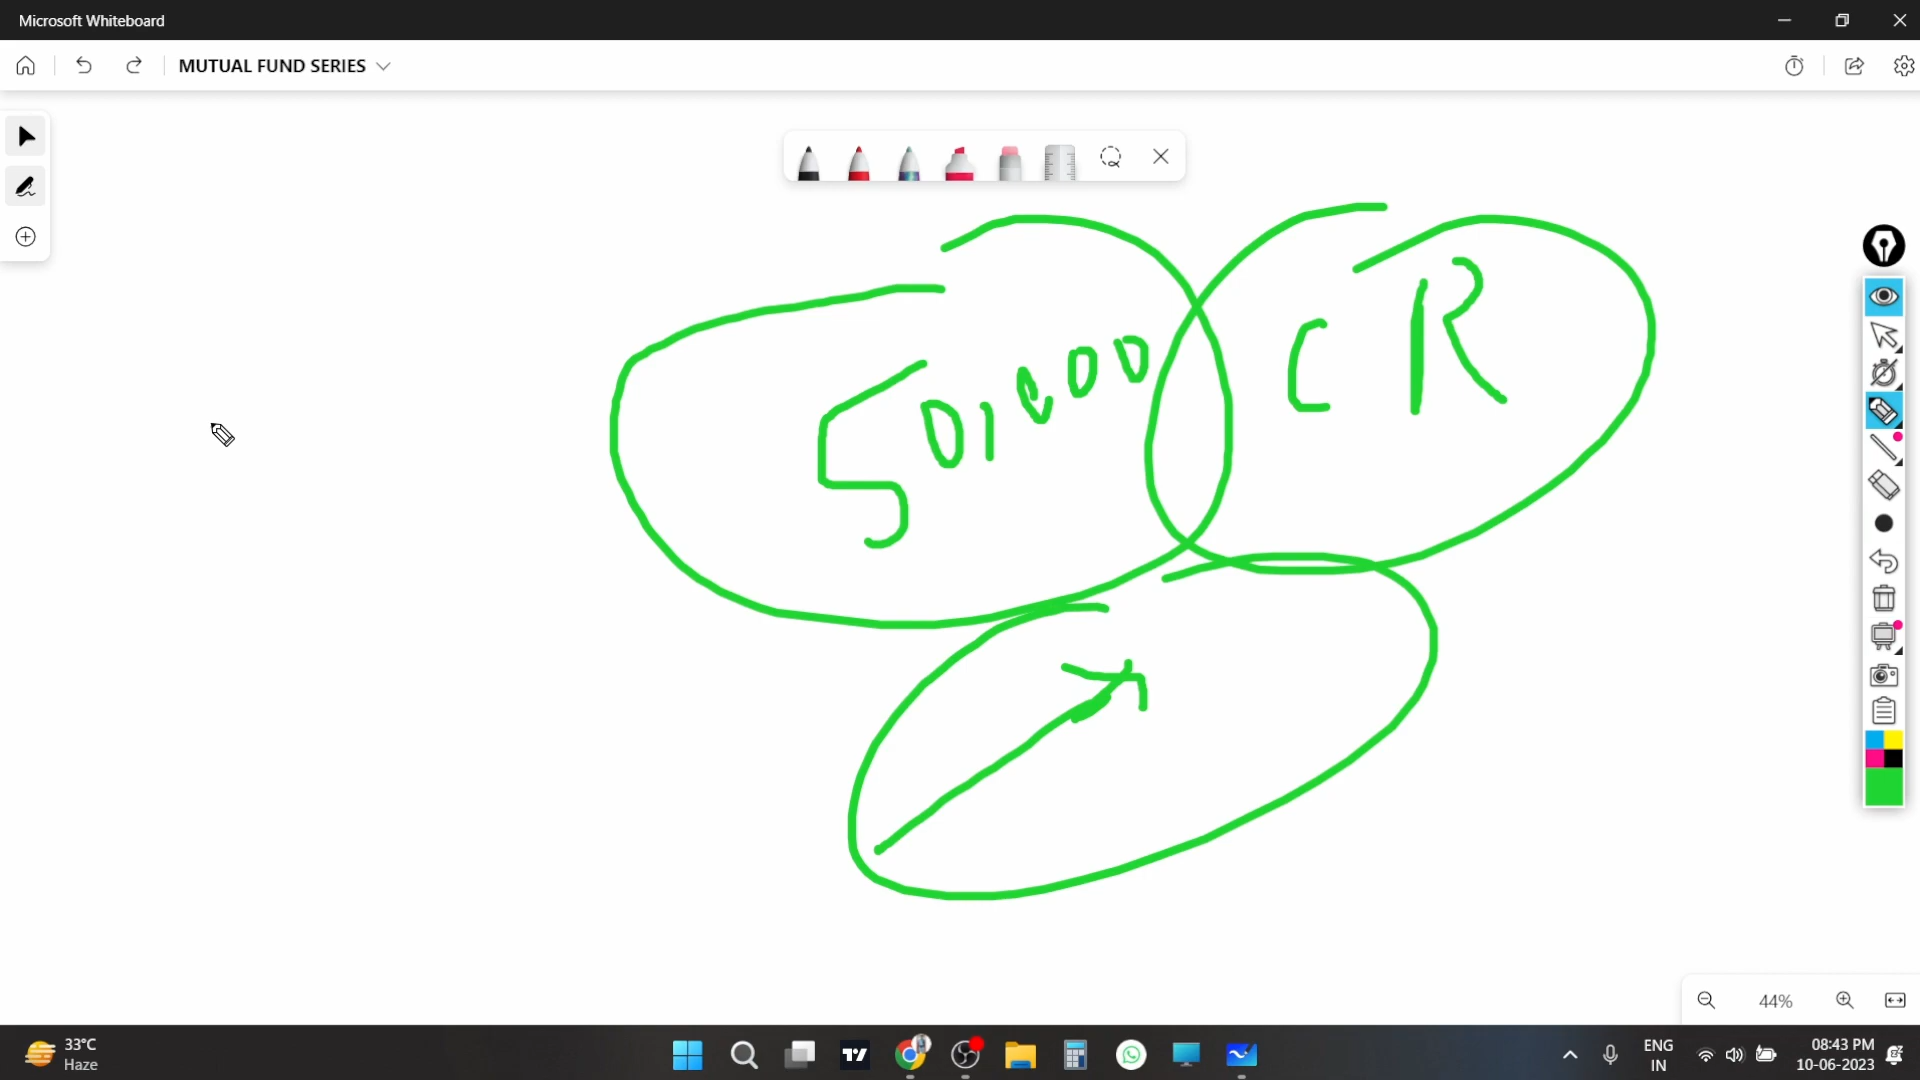 Microsoft Whiteboard
MUTUAL FUND SERIES
50,000 CR
44%
33°C
Haze
ENG
IN
08:43 PM
10-06-2023